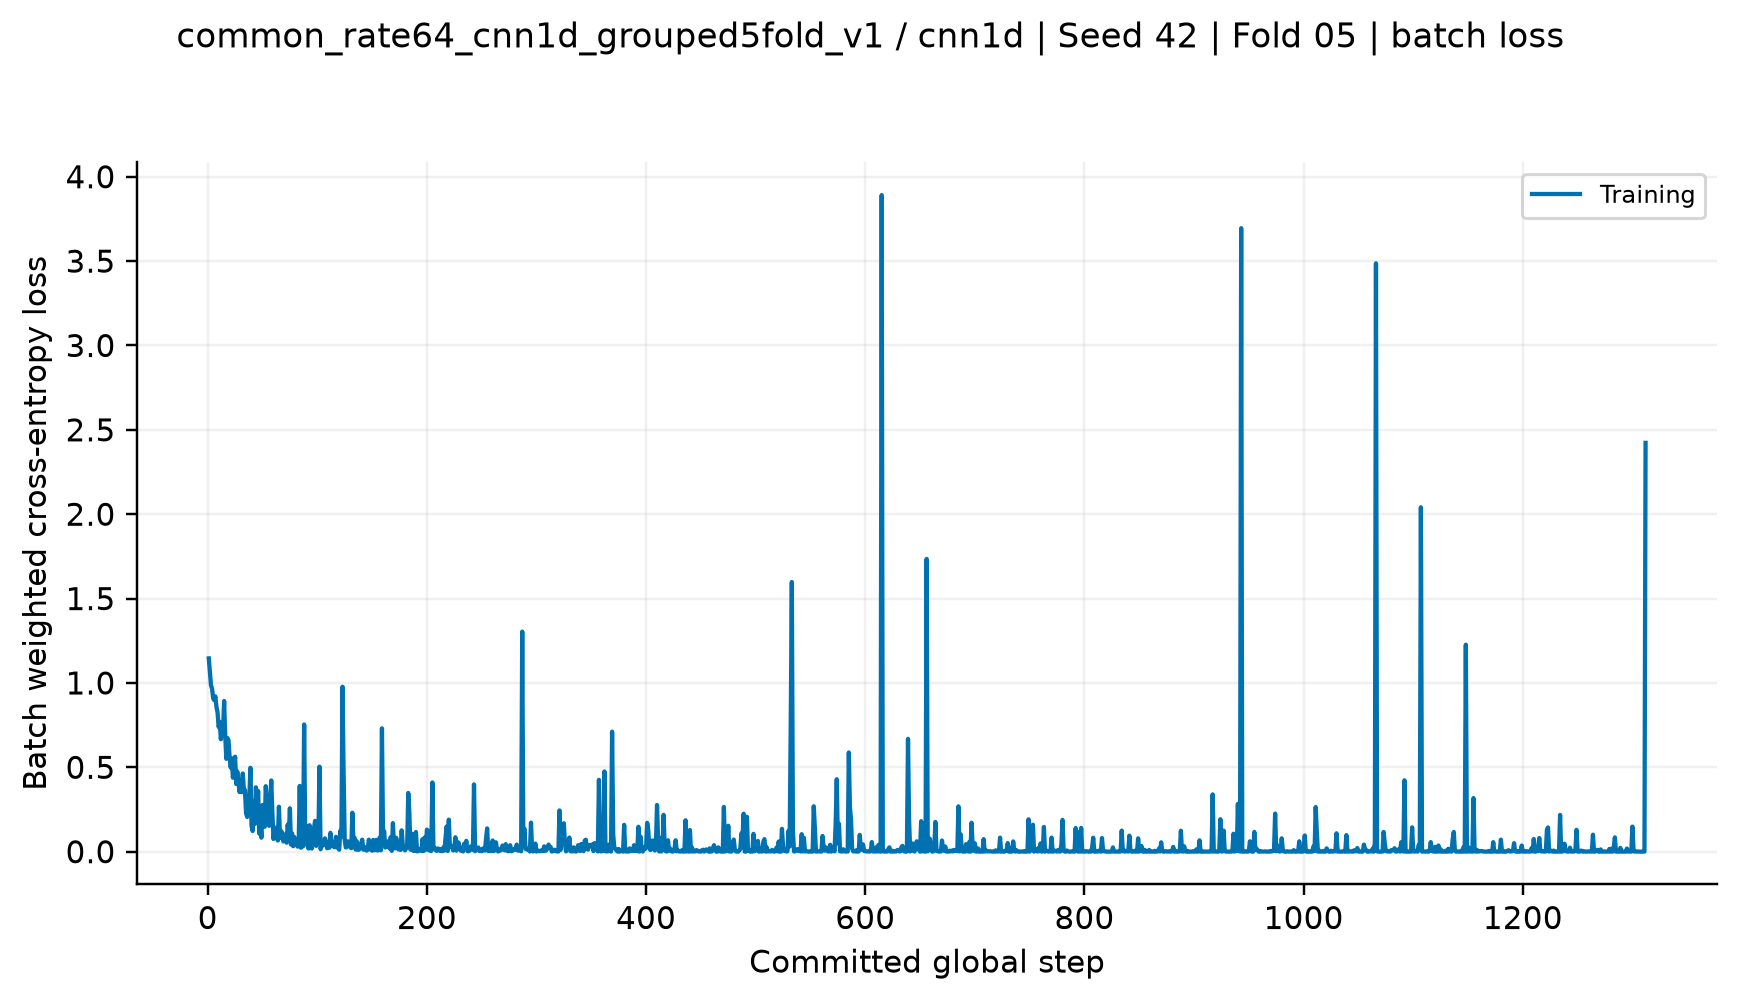 common_rate64_cnn1d_grouped5fold_v1 / cnn1d | Seed 42 | Fold 05 | batch loss
Training
Batch weighted cross-entropy loss
4.0
3.5
3.0
2.5
2.0
1.5
1.0
0.5
0.0
0 200 400 600 800 1000 1200
Committed global step